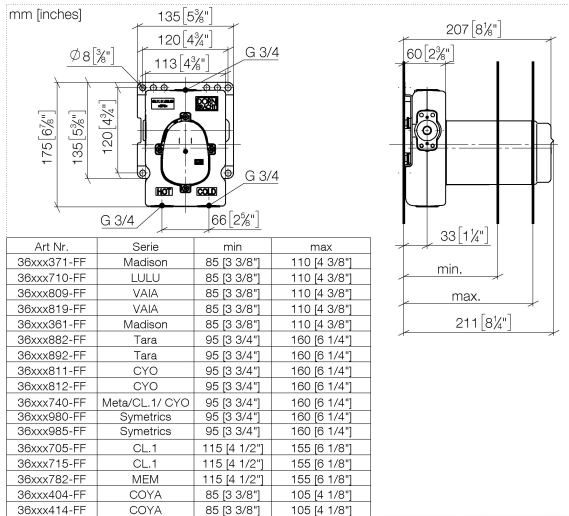 mm [inches]
135 [5⅜"]
120 [4¾"]
113 [4⅜"]
Ø8 [⅜"]
G 3/4
175 [6⅞"]
135 [5⅜"]
120 [4¾"]
HOT
COLD
G 3/4
G 3/4
66 [2⅝"]
207 [8⅛"]
60 [2⅜"]
33 [1¼"]
min.
max.
211 [8¼"]
Art Nr. Serie min max
36xxx371-FF Madison 85 [3 3/8"] 110 [4 3/8"]
36xxx710-FF LULU 85 [3 3/8"] 110 [4 3/8"]
36xxx809-FF VAIA 85 [3 3/8"] 110 [4 3/8"]
36xxx819-FF VAIA 85 [3 3/8"] 110 [4 3/8"]
36xxx361-FF Madison 85 [3 3/8"] 110 [4 3/8"]
36xxx882-FF Tara 95 [3 3/4"] 160 [6 1/4"]
36xxx892-FF Tara 95 [3 3/4"] 160 [6 1/4"]
36xxx811-FF CYO 95 [3 3/4"] 160 [6 1/4"]
36xxx812-FF CYO 95 [3 3/4"] 160 [6 1/4"]
36xxx740-FF Meta/CL.1/ CYO 95 [3 3/4"] 160 [6 1/4"]
36xxx980-FF Symetrics 95 [3 3/4"] 160 [6 1/4"]
36xxx985-FF Symetrics 95 [3 3/4"] 160 [6 1/4"]
36xxx705-FF CL.1 115 [4 1/2"] 155 [6 1/8"]
36xxx715-FF CL.1 115 [4 1/2"] 155 [6 1/8"]
36xxx782-FF MEM 115 [4 1/2"] 155 [6 1/8"]
36xxx404-FF COYA 85 [3 3/8"] 105 [4 1/8"]
36xxx414-FF COYA 85 [3 3/8"] 105 [4 1/8"]